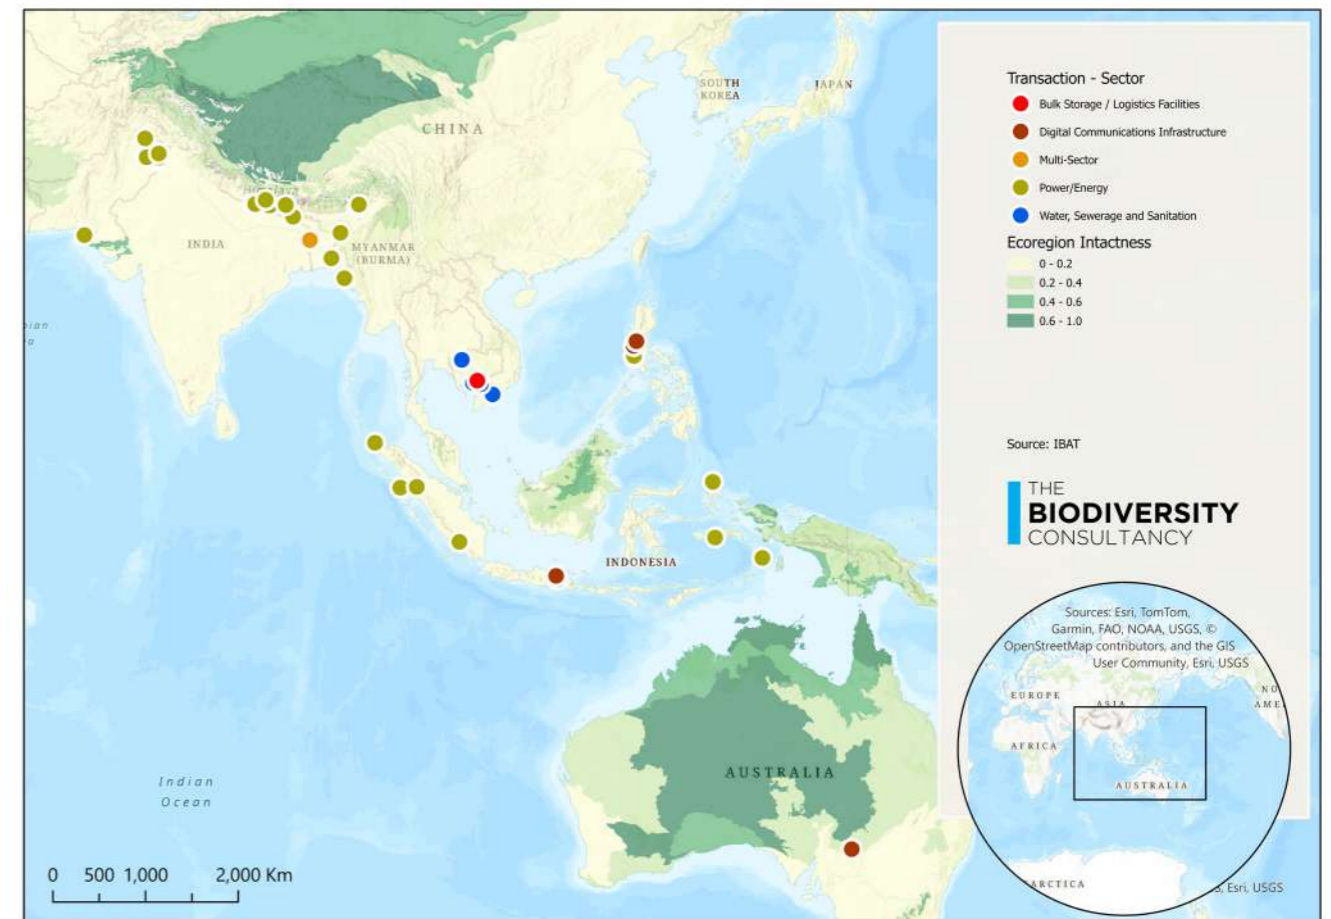 SOUTH
KOREA
JAPAN
CHINA
Himalaya
INDIA
MYANMAR
(BURMA)
INDONESIA
AUSTRALIA
Indian
Ocean
0 500 1,000 2,000 Km
Transaction - Sector
Bulk Storage / Logistics Facilities
Digital Communications Infrastructure
Multi-Sector
Power/Energy
Water, Sewerage and Sanitation
Ecoregion Intactness
0 - 0.2
0.2 - 0.4
0.4 - 0.6
0.6 - 1.0
Source: IBAT
THE
BIODIVERSITY
CONSULTANCY
Sources: Esri, TomTom,
Garmin, FAO, NOAA, USGS, ©
OpenStreetMap contributors, and the GIS
User Community, Esri, USGS
EUROPE
ASIA
NO
AME
AFRICA
AUSTRALIA
ARCTICA
, Esri, USGS